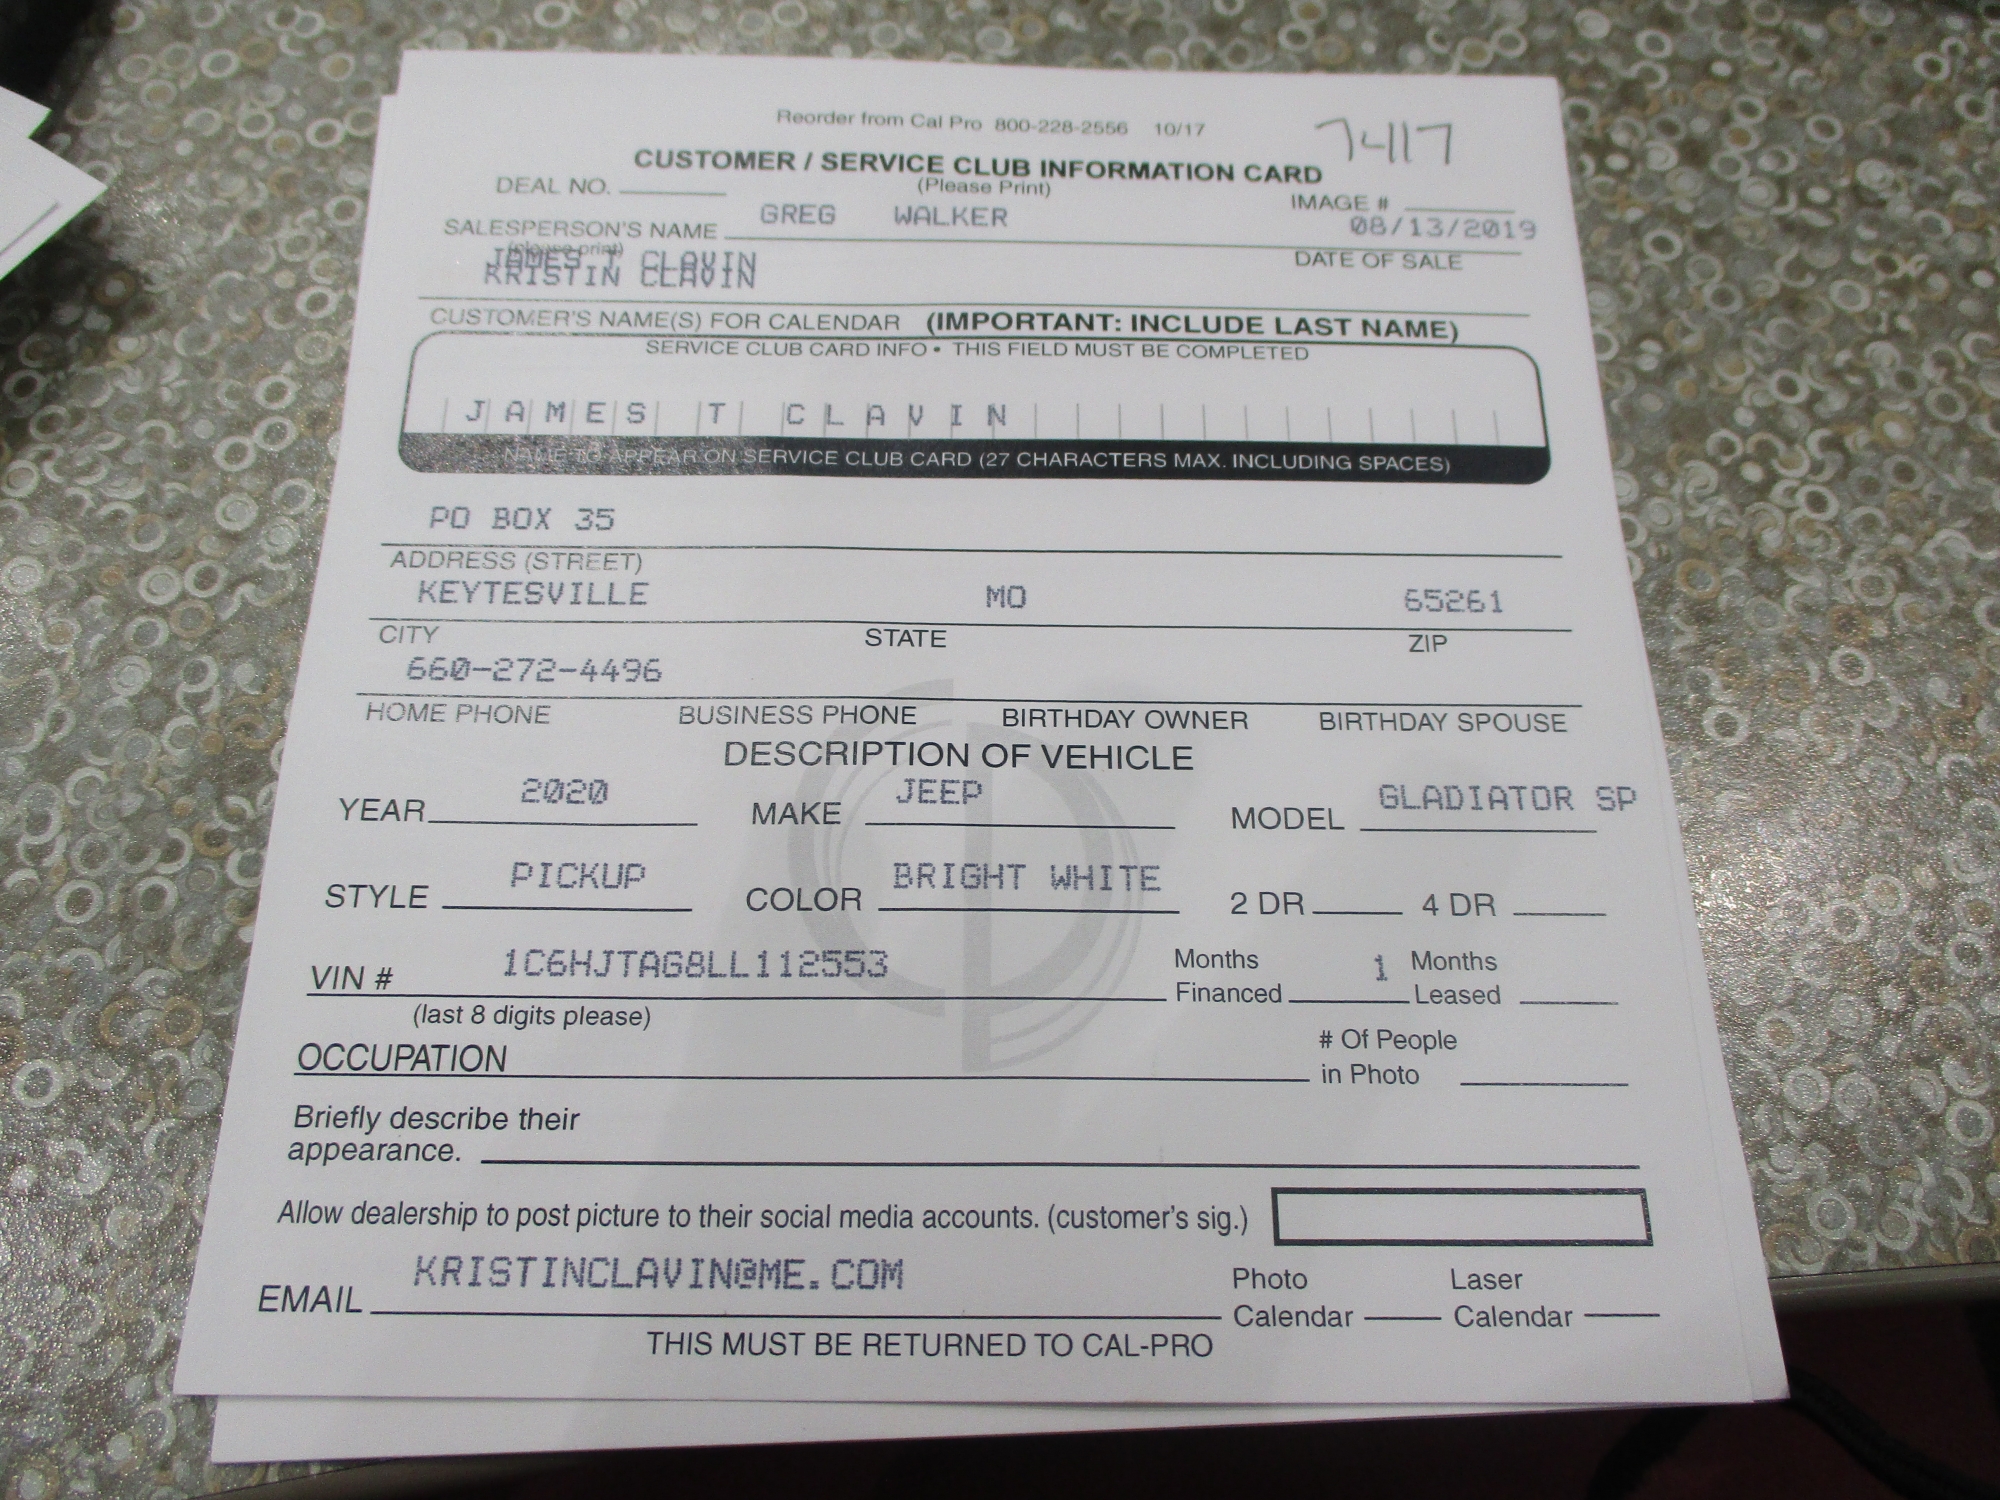 Reorder from Cal Pro 800-228-2556 10/17
7417
CUSTOMER / SERVICE CLUB INFORMATION CARD
DEAL NO. (Please Print) IMAGE #
SALESPERSON'S NAME GREG WALKER 08/13/2019
(please print) DATE OF SALE
JAMES T CLAVIN
KRISTIN CLAVIN
CUSTOMER'S NAME(S) FOR CALENDAR (IMPORTANT: INCLUDE LAST NAME)
SERVICE CLUB CARD INFO • THIS FIELD MUST BE COMPLETED
JAMES T CLAVIN
NAME TO APPEAR ON SERVICE CLUB CARD (27 CHARACTERS MAX. INCLUDING SPACES)
PO BOX 35
ADDRESS (STREET)
KEYTESVILLE MO 65261
CITY STATE ZIP
660-272-4496
HOME PHONE BUSINESS PHONE BIRTHDAY OWNER BIRTHDAY SPOUSE
DESCRIPTION OF VEHICLE
YEAR 2020 MAKE JEEP MODEL GLADIATOR SP
STYLE PICKUP COLOR BRIGHT WHITE 2 DR 4 DR
VIN # 1C6HJTAG8LL112553 Months Financed 1 Months Leased
(last 8 digits please)
OCCUPATION # Of People in Photo
Briefly describe their
appearance.
Allow dealership to post picture to their social media accounts. (customer's sig.)
EMAIL KRISTINCLAVIN@ME.COM Photo Calendar Laser Calendar
THIS MUST BE RETURNED TO CAL-PRO